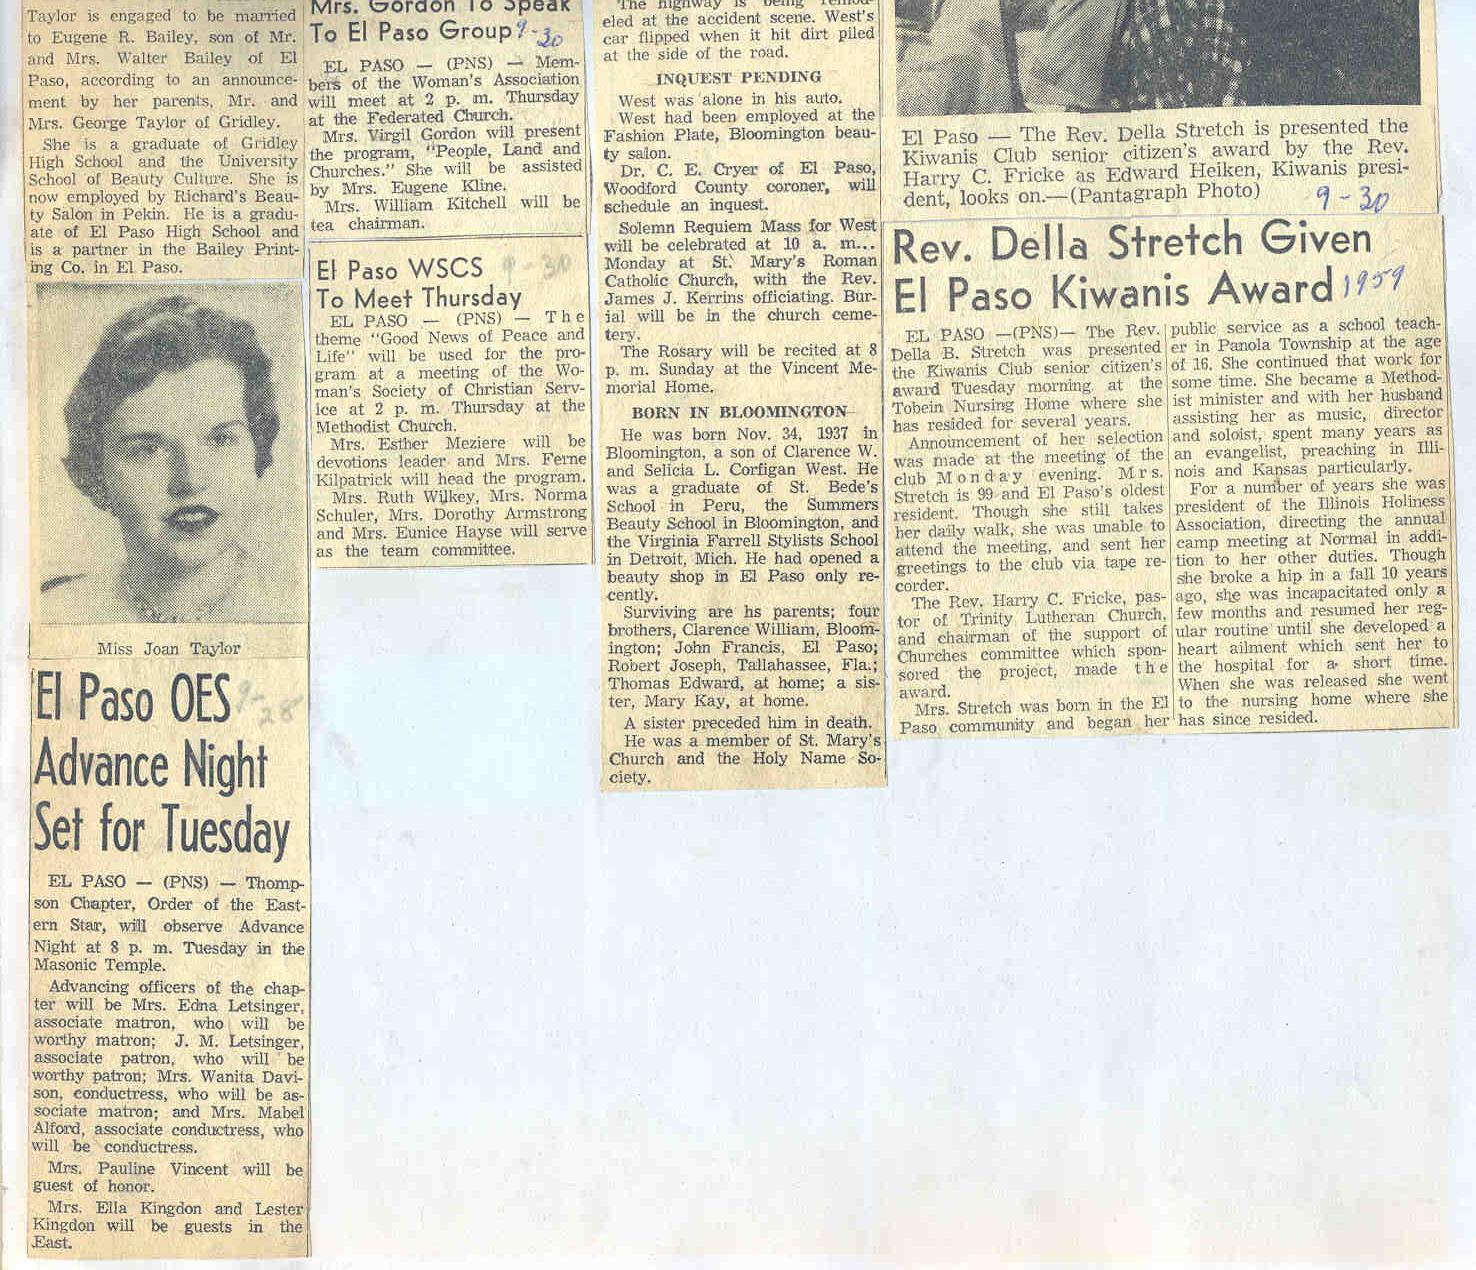 Taylor is engaged to be married
to Eugene R. Bailey, son of Mr.
and Mrs. Walter Bailey of El
Paso, according to an announce-
ment by her parents, Mr. and
Mrs. George Taylor of Gridley.
She is a graduate of Gridley
High School and the University
School of Beauty Culture. She is
now employed by Richard's Beau-
ty Salon in Pekin. He is a gradu-
ate of El Paso High School and
is a partner in the Bailey Print-
ing Co. in El Paso.
Miss Joan Taylor
El Paso OES
9-28
Advance Night
Set for Tuesday
EL PASO — (PNS) — Thomp-
son Chapter, Order of the East-
ern Star, will observe Advance
Night at 8 p. m. Tuesday in the
Masonic Temple.
Advancing officers of the chap-
ter will be Mrs. Edna Letsinger,
associate matron, who will be
worthy matron; J. M. Letsinger,
associate patron, who will be
worthy patron; Mrs. Wanita Davi-
son, conductress, who will be as-
sociate matron; and Mrs. Mabel
Alford, associate conductress, who
will be conductress.
Mrs. Pauline Vincent will be
guest of honor.
Mrs. Ella Kingdon and Lester
Kingdon will be guests in the
East.
Mrs. Gordon To Speak
To El Paso Group 9-30
EL PASO — (PNS) — Mem-
bers of the Woman's Association
will meet at 2 p. m. Thursday
at the Federated Church.
Mrs. Virgil Gordon will present
the program, "People, Land and
Churches." She will be assisted
by Mrs. Eugene Kline.
Mrs. William Kitchell will be
tea chairman.
El Paso WSCS 9-30
To Meet Thursday
EL PASO — (PNS) — The
theme "Good News of Peace and
Life" will be used for the pro-
gram at a meeting of the Wo-
man's Society of Christian Serv-
ice at 2 p. m. Thursday at the
Methodist Church.
Mrs. Esther Meziere will be
devotions leader and Mrs. Ferne
Kilpatrick will head the program.
Mrs. Ruth Wilkey, Mrs. Norma
Schuler, Mrs. Dorothy Armstrong
and Mrs. Eunice Hayse will serve
as the team committee.
The highway is being remod-
eled at the accident scene. West's
car flipped when it hit dirt piled
at the side of the road.
INQUEST PENDING
West was alone in his auto.
West had been employed at the
Fashion Plate, Bloomington beau-
ty salon.
Dr. C. E. Cryer of El Paso,
Woodford County coroner, will
schedule an inquest.
Solemn Requiem Mass for West
will be celebrated at 10 a. m...
Monday at St. Mary's Roman
Catholic Church, with the Rev.
James J. Kerrins officiating. Bur-
ial will be in the church ceme-
tery.
The Rosary will be recited at 8
p. m. Sunday at the Vincent Me-
morial Home.
BORN IN BLOOMINGTON
He was born Nov. 34, 1937 in
Bloomington, a son of Clarence W.
and Selicia L. Corfigan West. He
was a graduate of St. Bede's
School in Peru, the Summers
Beauty School in Bloomington, and
the Virginia Farrell Stylists School
in Detroit, Mich. He had opened a
beauty shop in El Paso only re-
cently.
Surviving are hs parents; four
brothers, Clarence William, Bloom-
ington; John Francis, El Paso;
Robert Joseph, Tallahassee, Fla.;
Thomas Edward, at home; a sis-
ter, Mary Kay, at home.
A sister preceded him in death.
He was a member of St. Mary's
Church and the Holy Name So-
ciety.
El Paso — The Rev. Della Stretch is presented the
Kiwanis Club senior citizen's award by the Rev.
Harry C. Fricke as Edward Heiken, Kiwanis presi-
dent, looks on.—(Pantagraph Photo) 9-30
Rev. Della Stretch Given
El Paso Kiwanis Award 1959
EL PASO —(PNS)— The Rev.
Della B. Stretch was presented
the Kiwanis Club senior citizen's
award Tuesday morning at the
Tobein Nursing Home where she
has resided for several years.
Announcement of her selection
was made at the meeting of the
club Monday evening. Mrs.
Stretch is 99 and El Paso's oldest
resident. Though she still takes
her daily walk, she was unable to
attend the meeting, and sent her
greetings to the club via tape re-
corder.
The Rev. Harry C. Fricke, pas-
tor of Trinity Lutheran Church,
and chairman of the support of
Churches committee which spon-
sored the project, made the
award.
Mrs. Stretch was born in the El
Paso community and began her
public service as a school teach-
er in Panola Township at the age
of 16. She continued that work for
some time. She became a Method-
ist minister and with her husband
assisting her as music, director
and soloist, spent many years as
an evangelist, preaching in Illi-
nois and Kansas particularly.
For a number of years she was
president of the Illinois Holiness
Association, directing the annual
camp meeting at Normal in addi-
tion to her other duties. Though
she broke a hip in a fall 10 years
ago, she was incapacitated only a
few months and resumed her reg-
ular routine until she developed a
heart ailment which sent her to
the hospital for a short time.
When she was released she went
to the nursing home where she
has since resided.